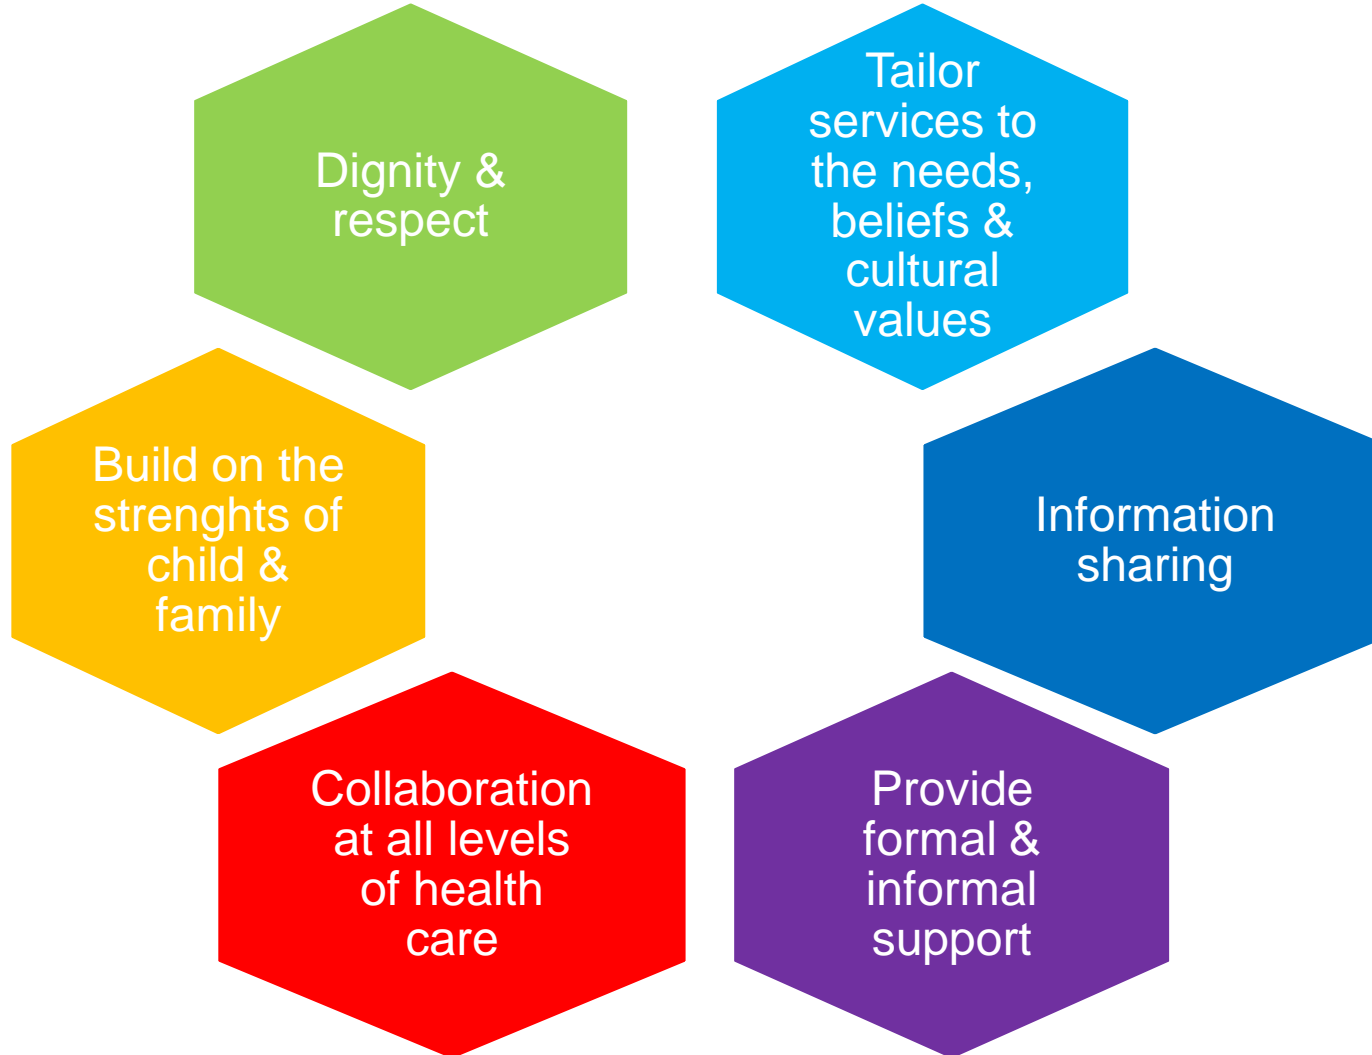 Dignity &
respect
Tailor
services to
the needs,
beliefs &
cultural
values
Build on the
strenghts of
child &
family
Information
sharing
Collaboration
at all levels
of health
care
Provide
formal &
informal
support